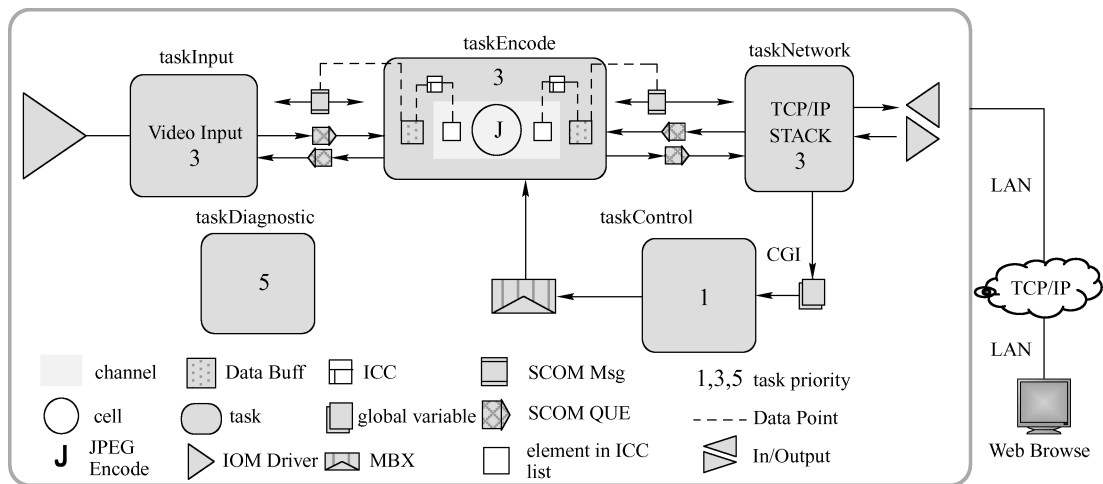 taskInput
taskEncode
taskNetwork
3
Video Input
3
J
TCP/IP
STACK
3
LAN
taskDiagnostic
taskControl
5
1
CGI
TCP/IP
LAN
channel
Data Buff
ICC
SCOM Msg
1,3,5 task priority
cell
task
global variable
SCOM QUE
Data Point
J
JPEG
Encode
IOM Driver
MBX
element in ICC
list
In/Output
Web Browse